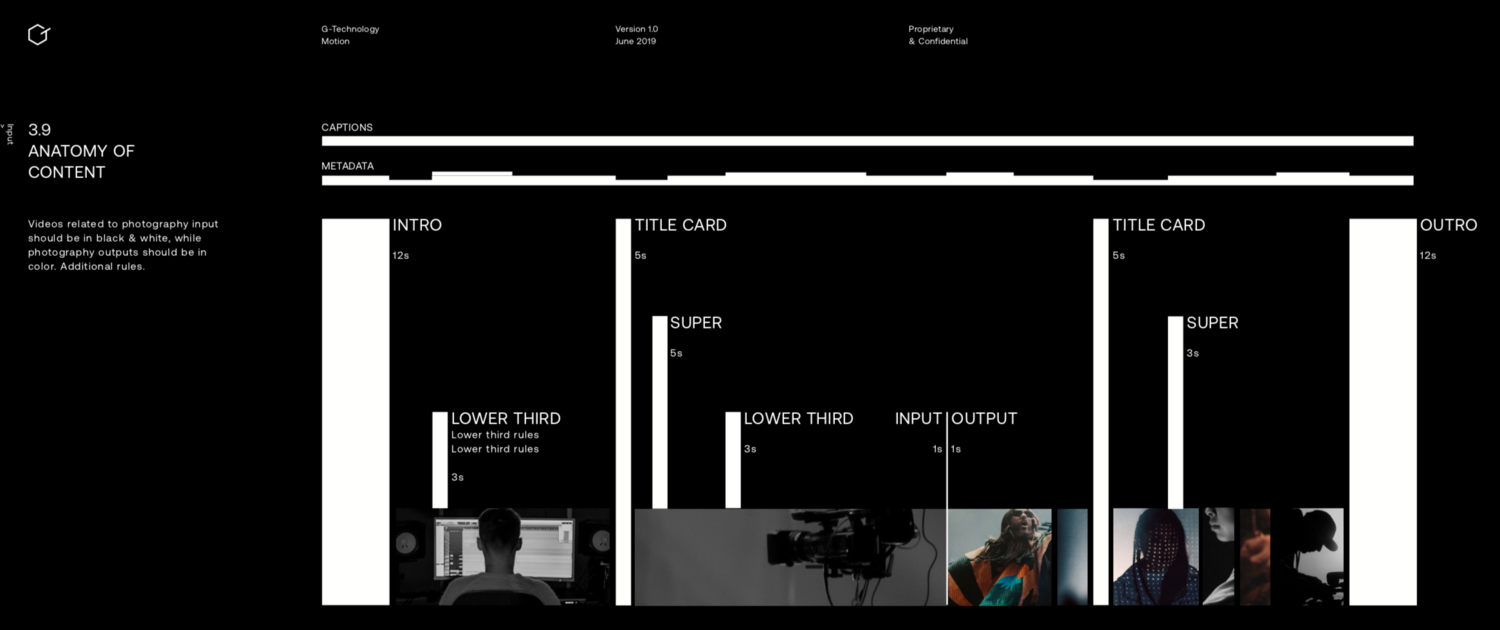 G-Technology
Motion
Version 1.0
June 2019
Proprietary
& Confidential
Input
>
3.9
ANATOMY OF
CONTENT
Videos related to photography input
should be in black & white, while
photography outputs should be in
color. Additional rules.
CAPTIONS
METADATA
INTRO
12s
TITLE CARD
5s
TITLE CARD
5s
OUTRO
12s
SUPER
5s
SUPER
3s
LOWER THIRD
Lower third rules
Lower third rules
3s
LOWER THIRD
3s
INPUT
1s
OUTPUT
1s